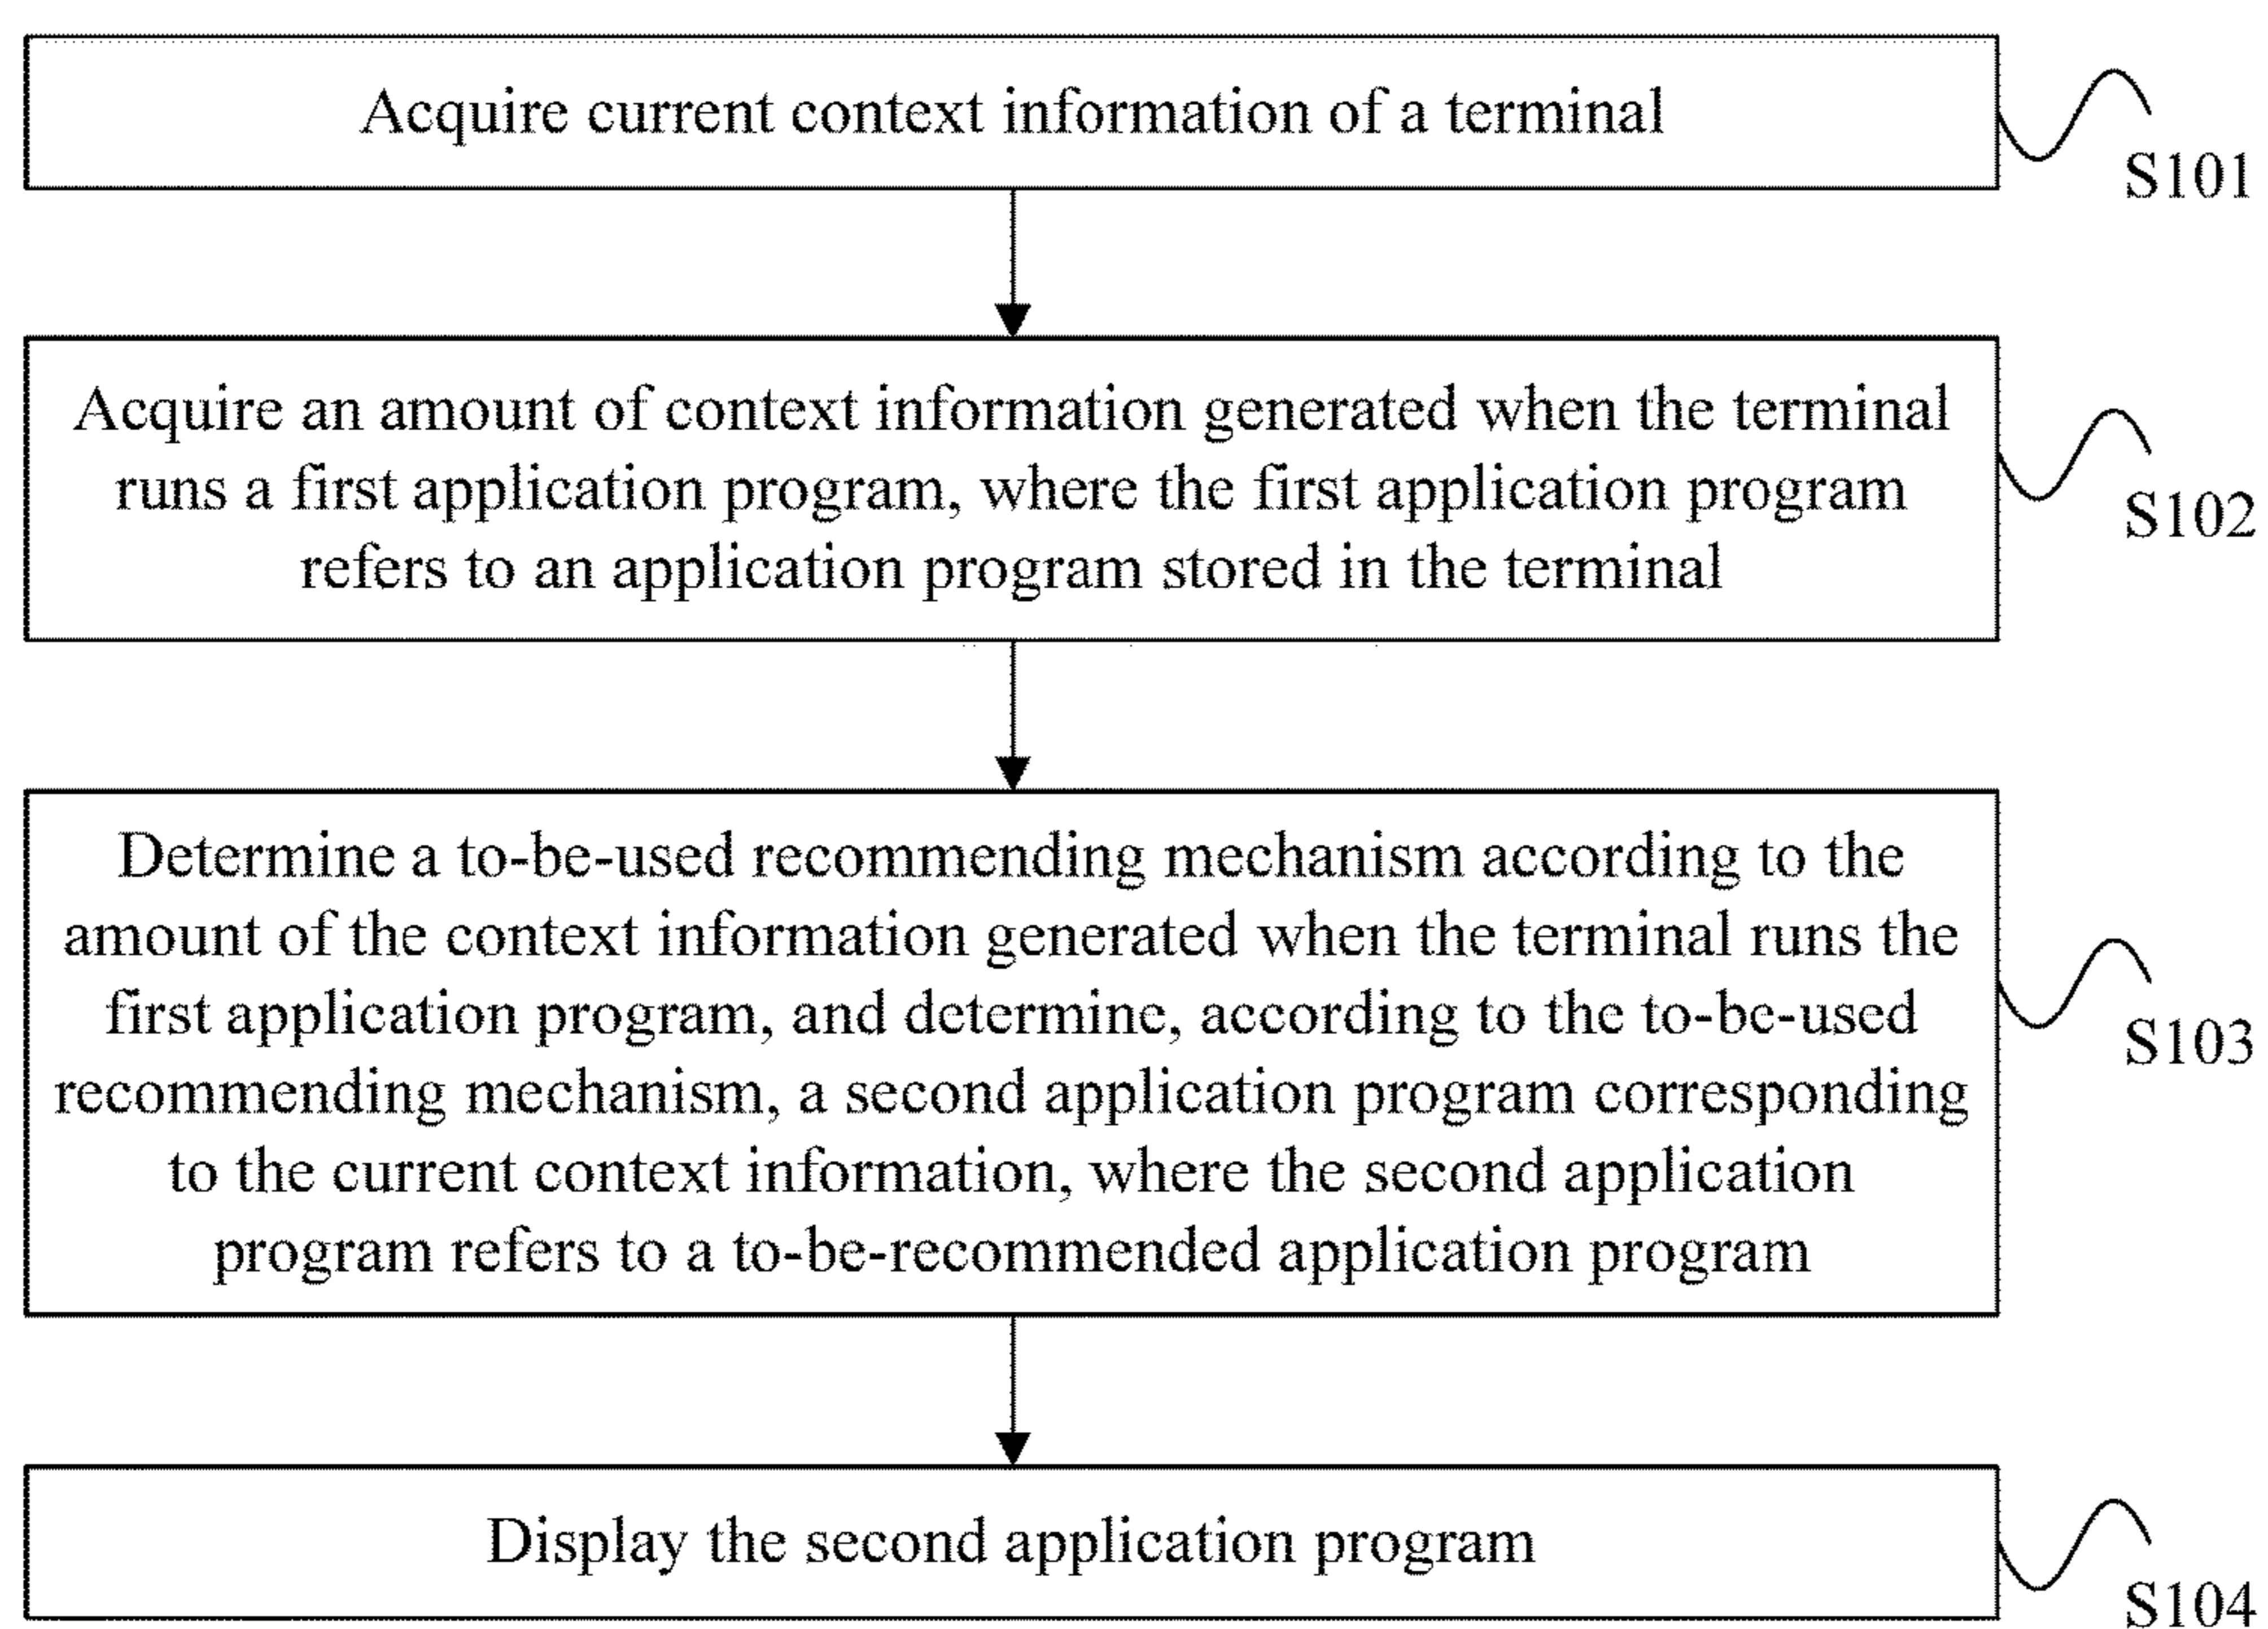 Acquire current context information of a terminal
S101
Acquire an amount of context information generated when the terminal
runs a first application program, where the first application program
refers to an application program stored in the terminal
S102
Determine a to-be-used recommending mechanism according to the
amount of the context information generated when the terminal runs the
first application program, and determine, according to the to-be-used
recommending mechanism, a second application program corresponding
to the current context information, where the second application
program refers to a to-be-recommended application program
S103
Display the second application program
S104